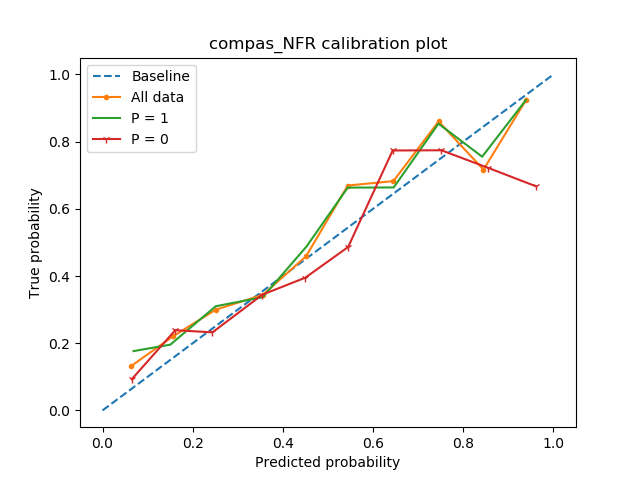 compas_NFR calibration plot
Baseline
All data
P = 1
P = 0
True probability
1.0
0.8
0.6
0.4
0.2
0.0
0.0 0.2 0.4 0.6 0.8 1.0
Predicted probability